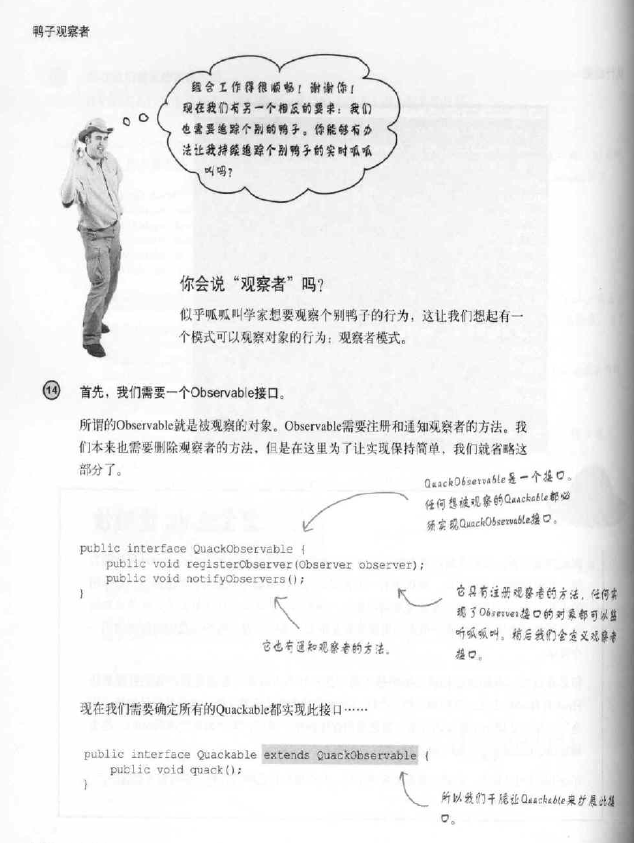 鸭子观察者
组合工作得很顺畅！谢谢你！
现在我们有另一个相反的要求：我们
也需要追踪个别的鸭子。你能够有办
法让我持续追踪个别鸭子的实时呱呱
叫吗？
你会说“观察者”吗？
似乎呱呱叫学家想要观察个别鸭子的行为，这让我们想起有一
个模式可以观察对象的行为：观察者模式。
14 首先，我们需要一个Observable接口。
所谓的Observable就是被观察的对象。Observable需要注册和通知观察者的方法。我
们本来也需要删除观察者的方法，但是在这里为了让实现保持简单，我们就省略这
部分了。
QuackObservable是一个接口。
任何想被观察的Quackable都必
须实现QuackObservable接口。
public interface QuackObservable {
public void registerObserver(Observer observer);
public void notifyObservers();
}
它具有注册观察者的方法，任何实
现了Observer接口的对象都可以监
听呱呱叫。稍后我们会定义观察者
接口。
它也有通知观察者的方法。
现在我们需要确定所有的Quackable都实现此接口……
public interface Quackable extends QuackObservable {
public void quack();
}
所以我们干脆让Quackable来扩展此接
口。